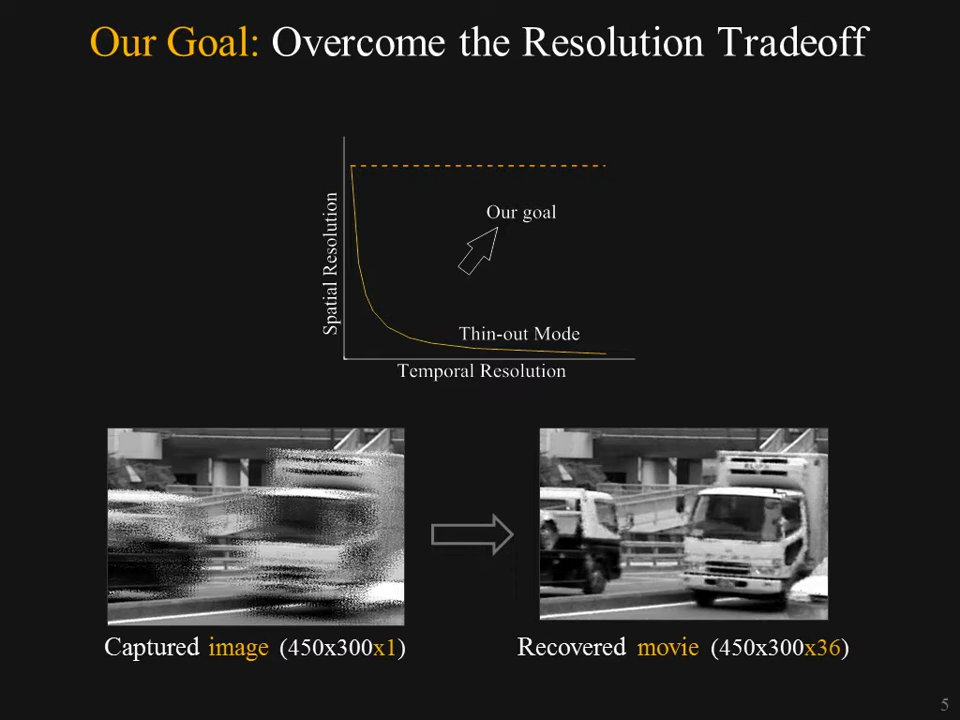 Our Goal: Overcome the Resolution Tradeoff
Spatial Resolution
Our goal
Thin-out Mode
Temporal Resolution
Captured image (450x300x1)
Recovered movie (450x300x36)
5